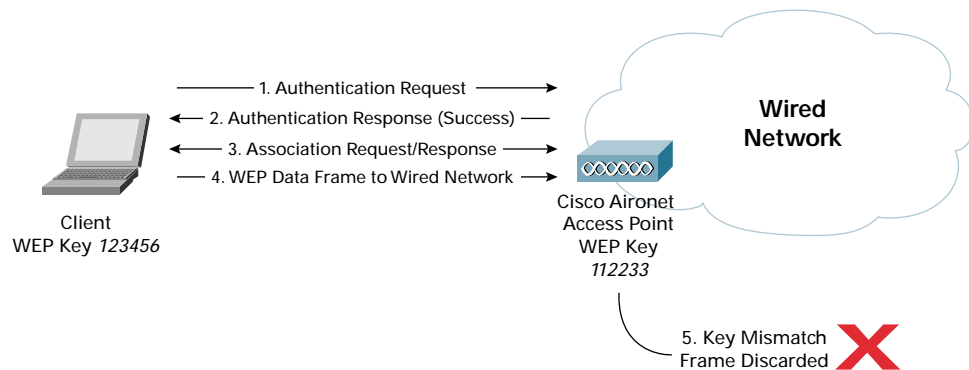 1. Authentication Request
2. Authentication Response (Success)
3. Association Request/Response
4. WEP Data Frame to Wired Network
Wired
Network
Client
WEP Key 123456
Cisco Aironet
Access Point
WEP Key
112233
5. Key Mismatch
Frame Discarded